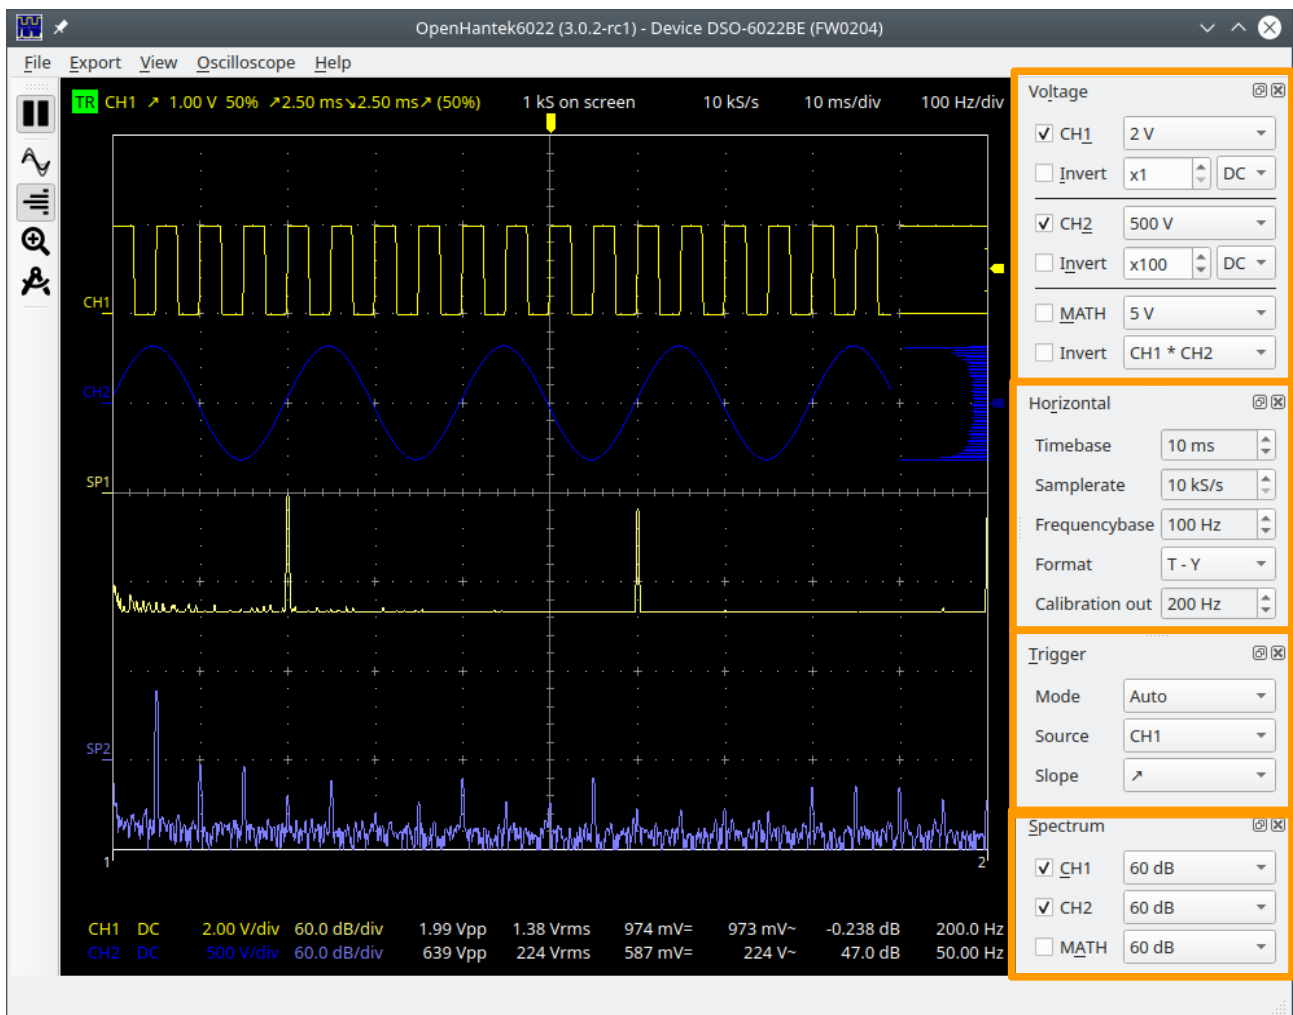 OpenHantek6022 (3.0.2-rc1) - Device DSO-6022BE (FW0204)
File Export View Oscilloscope Help
TR CH1 ↗ 1.00 V 50% ↗2.50 ms↘2.50 ms↗ (50%) 1 kS on screen 10 kS/s 10 ms/div 100 Hz/div
CH1
CH2
SP1
SP2
1 2
CH1 DC 2.00 V/div 60.0 dB/div 1.99 Vpp 1.38 Vrms 974 mV= 973 mV~ -0.238 dB 200.0 Hz
CH2 DC 500 V/div 60.0 dB/div 639 Vpp 224 Vrms 587 mV= 224 V~ 47.0 dB 50.00 Hz
Voltage
CH1 2 V
Invert x1 DC
CH2 500 V
Invert x100 DC
MATH 5 V
Invert CH1 * CH2
Horizontal
Timebase 10 ms
Samplerate 10 kS/s
Frequencybase 100 Hz
Format T - Y
Calibration out 200 Hz
Trigger
Mode Auto
Source CH1
Slope ↗
Spectrum
CH1 60 dB
CH2 60 dB
MATH 60 dB